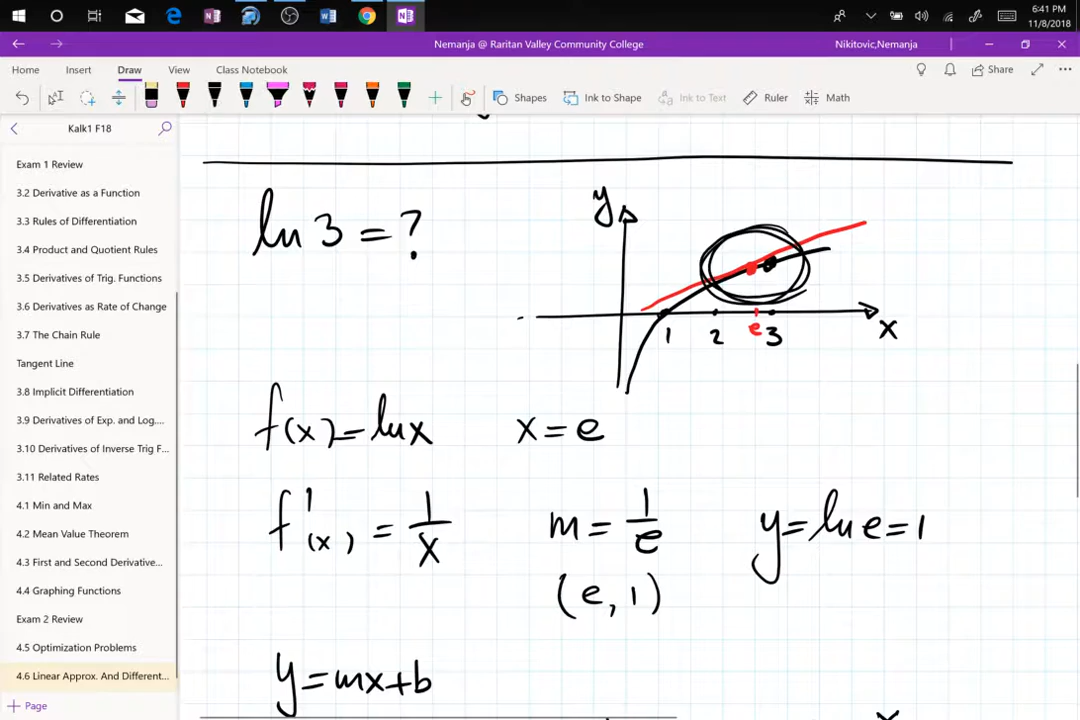 6:41 PM
11/8/2018
Nemanja @ Raritan Valley Community College
Nikitovic,Nemanja
Home Insert Draw View Class Notebook
Share
Shapes Ink to Shape Ink to Text Ruler Math
Kalk1 F18
Exam 1 Review
3.2 Derivative as a Function
3.3 Rules of Differentiation
3.4 Product and Quotient Rules
3.5 Derivatives of Trig. Functions
3.6 Derivatives as Rate of Change
3.7 The Chain Rule
Tangent Line
3.8 Implicit Differentiation
3.9 Derivatives of Exp. and Log....
3.10 Derivatives of Inverse Trig F...
3.11 Related Rates
4.1 Min and Max
4.2 Mean Value Theorem
4.3 First and Second Derivative...
4.4 Graphing Functions
Exam 2 Review
4.5 Optimization Problems
4.6 Linear Approx. And Different...
+ Page
ln 3 = ?
y
1 2 e 3 x
f(x) = ln x x = e
f'(x) = 1/x m = 1/e y = ln e = 1
(e, 1)
y = mx + b
x